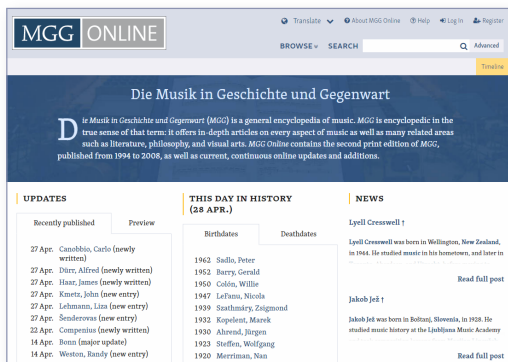 MGG ONLINE
Translate
About MGG Online
Help
Log In
Register
BROWSE
SEARCH
Advanced
Timeline
Die Musik in Geschichte und Gegenwart
Die Musik in Geschichte und Gegenwart (MGG) is a general encyclopedia of music. MGG is encyclopedic in the
true sense of that term: it offers in-depth articles on every aspect of music as well as many related areas
such as literature, philosophy, and visual arts. MGG Online contains the second print edition of MGG,
published from 1994 to 2008, as well as current, continuous online updates and additions.
UPDATES
Recently published
Preview
27 Apr. Canobbio, Carlo (newly
written)
27 Apr. Dürr, Alfred (newly written)
27 Apr. Haar, James (newly written)
27 Apr. Kmetz, John (new entry)
27 Apr. Lehmann, Liza (new entry)
27 Apr. Šenderovas (new entry)
22 Apr. Compenius (newly written)
14 Apr. Bonn (major update)
14 Apr. Weston, Randy (new entry)
THIS DAY IN HISTORY
(28 APR.)
Birthdates
Deathdates
1962 Sadlo, Peter
1952 Barry, Gerald
1950 Colón, Willie
1947 LeFanu, Nicola
1939 Szathmáry, Zsigmond
1932 Kopelent, Marek
1930 Ahrend, Jürgen
1923 Steffen, Wolfgang
1920 Merriman, Nan
NEWS
Lyell Cresswell †
Lyell Cresswell was born in Wellington, New Zealand,
in 1944. He studied music in his hometown, and later in
Read full post
Jakob Jež †
Jakob Jež was born in Boštanj, Slovenia, in 1928. He
studied music history at the Ljubljana Music Academy
Read full post